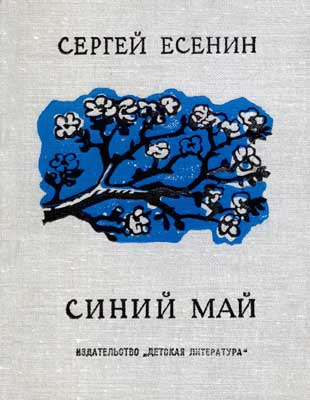 СЕРГЕЙ ЕСЕНИН
СИНИЙ МАЙ
ИЗДАТЕЛЬСТВО „ДЕТСКАЯ ЛИТЕРАТУРА“